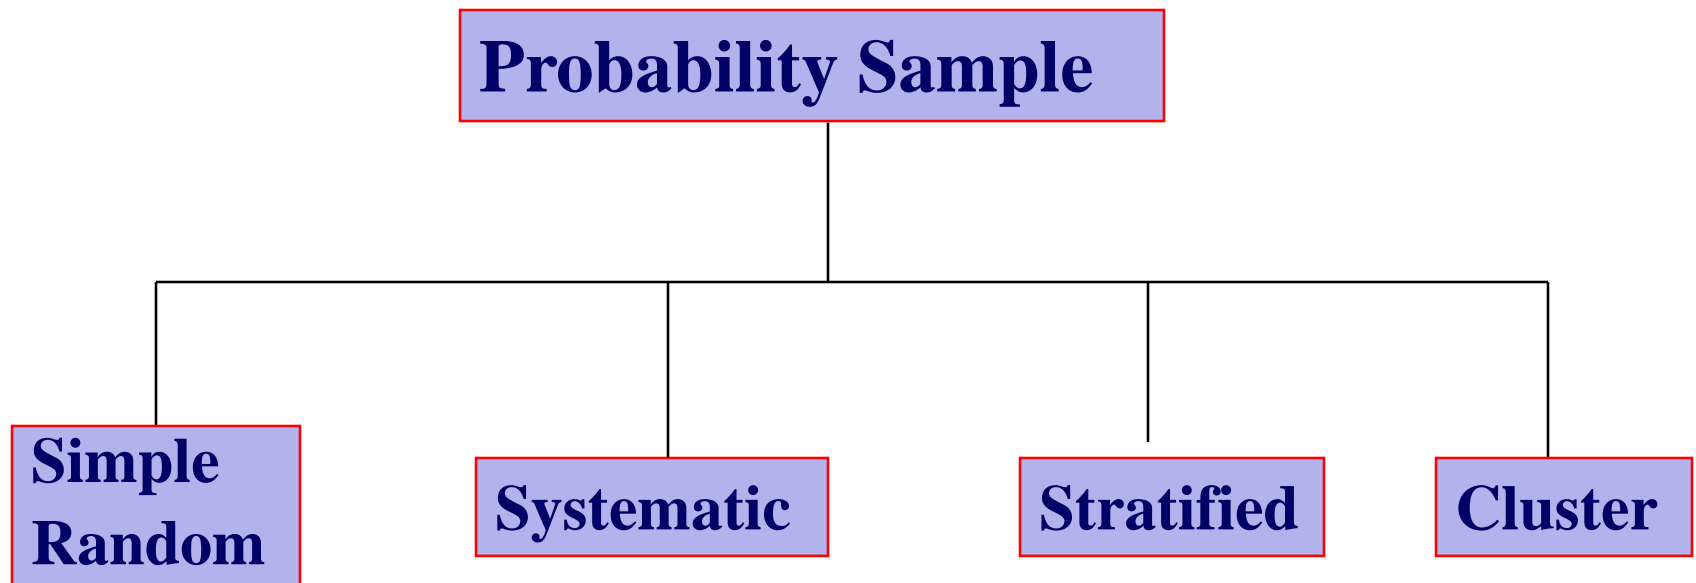 Probability Sample
Simple
Random
Systematic
Stratified
Cluster